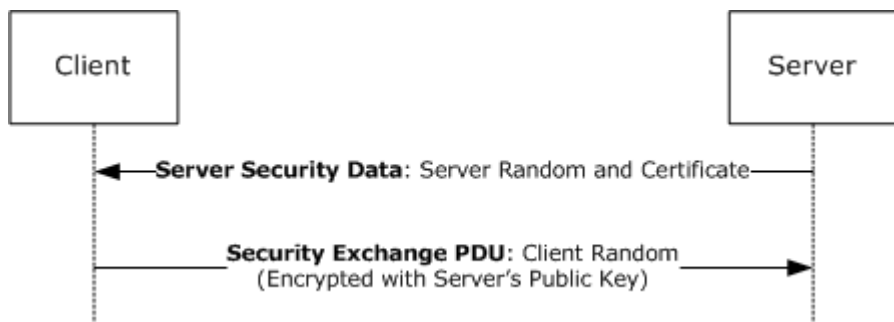 Client
Server
Server Security Data: Server Random and Certificate
Security Exchange PDU: Client Random
(Encrypted with Server's Public Key)